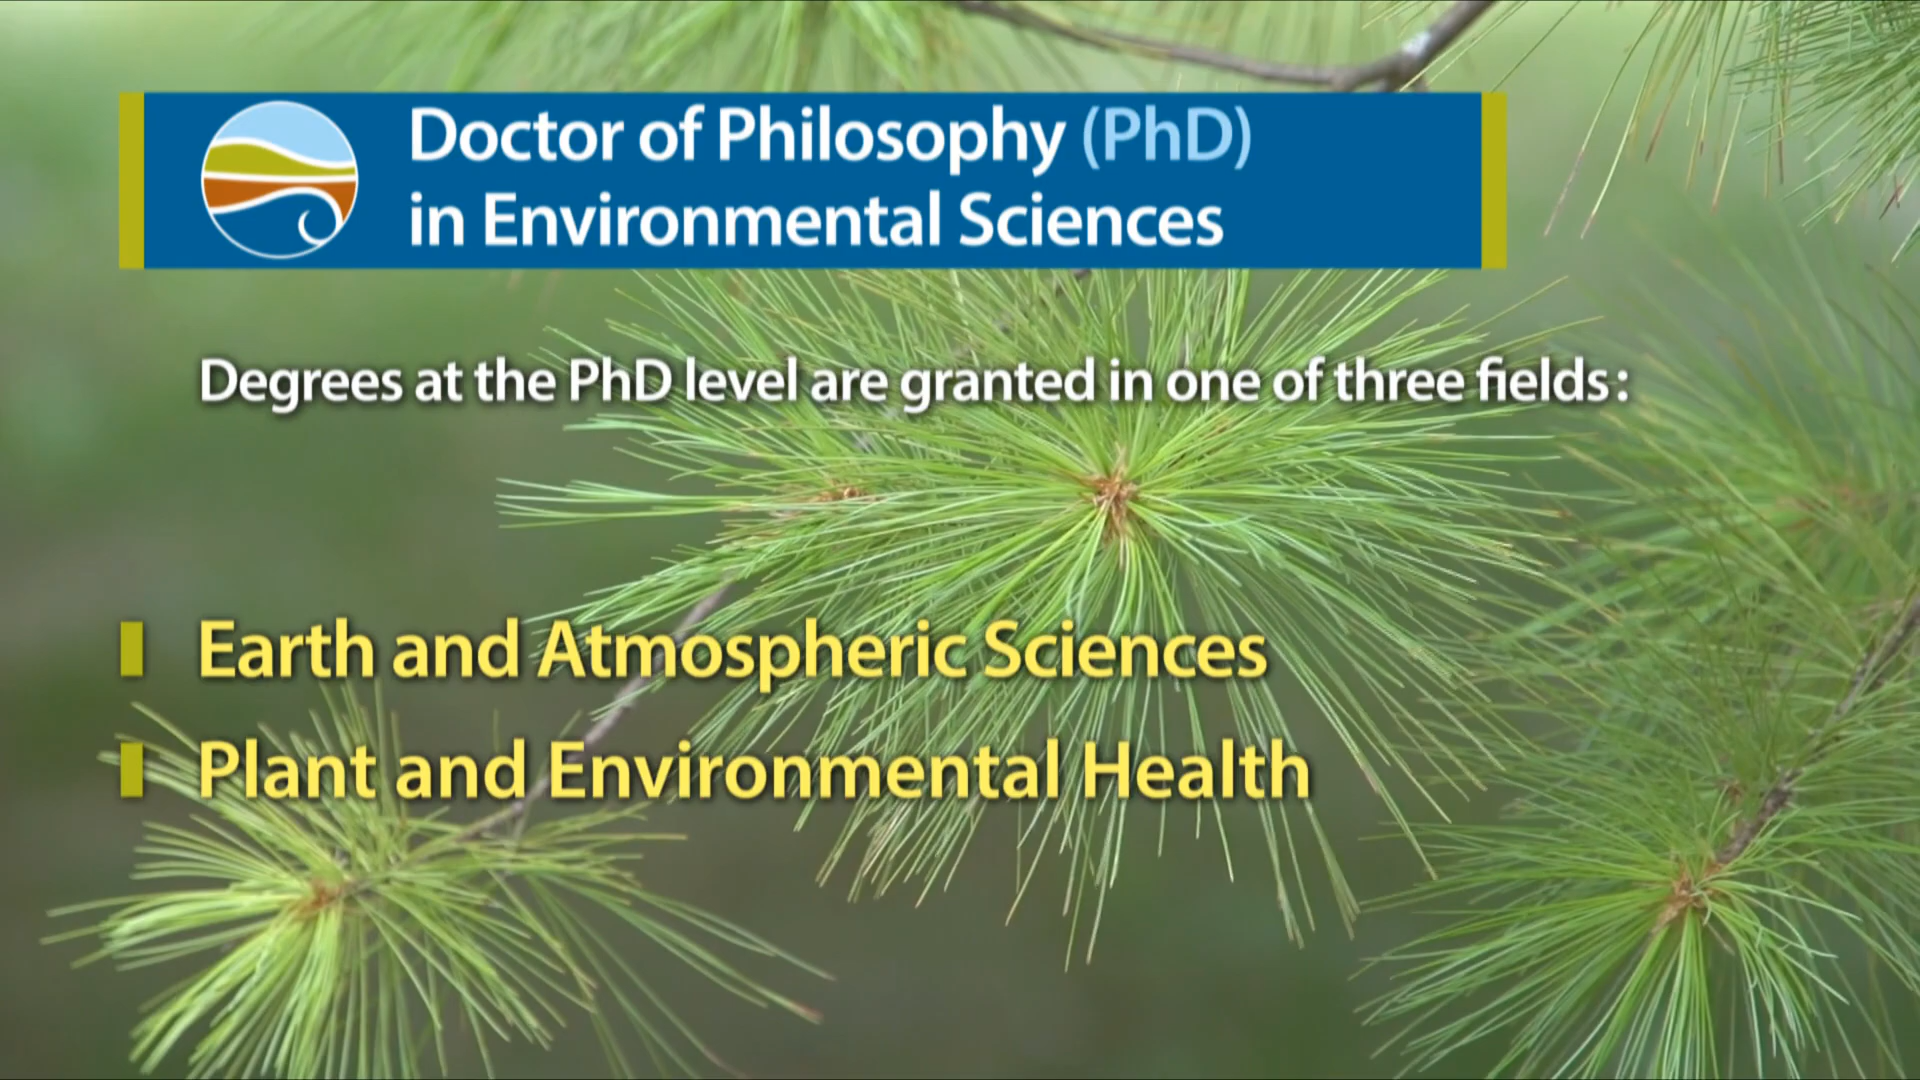 Doctor of Philosophy (PhD)
in Environmental Sciences
Degrees at the PhD level are granted in one of three fields:
Earth and Atmospheric Sciences
Plant and Environmental Health